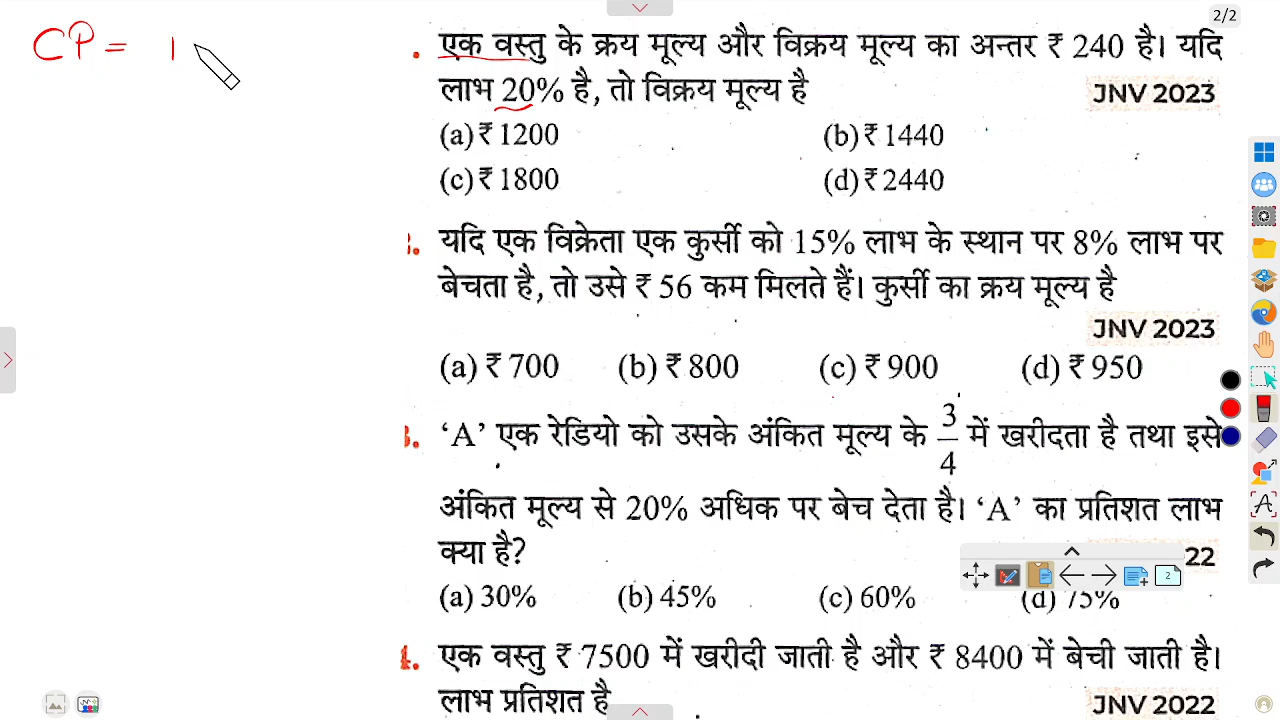 2/2
CP = 1
एक वस्तु के क्रय मूल्य और विक्रय मूल्य का अन्तर ₹ 240 है। यदि
लाभ 20% है, तो विक्रय मूल्य है JNV 2023
(a) ₹ 1200 (b) ₹ 1440
(c) ₹ 1800 (d) ₹ 2440
यदि एक विक्रेता एक कुर्सी को 15% लाभ के स्थान पर 8% लाभ पर
बेचता है, तो उसे ₹ 56 कम मिलते हैं। कुर्सी का क्रय मूल्य है
JNV 2023
(a) ₹ 700 (b) ₹ 800 (c) ₹ 900 (d) ₹ 950
3. ‘A’ एक रेडियो को उसके अंकित मूल्य के 3/4 में खरीदता है तथा इसे
अंकित मूल्य से 20% अधिक पर बेच देता है। ‘A’ का प्रतिशत लाभ
क्या है? 22
(a) 30% (b) 45% (c) 60% (d) 75%
4. एक वस्तु ₹ 7500 में खरीदी जाती है और ₹ 8400 में बेची जाती है।
लाभ प्रतिशत है JNV 2022